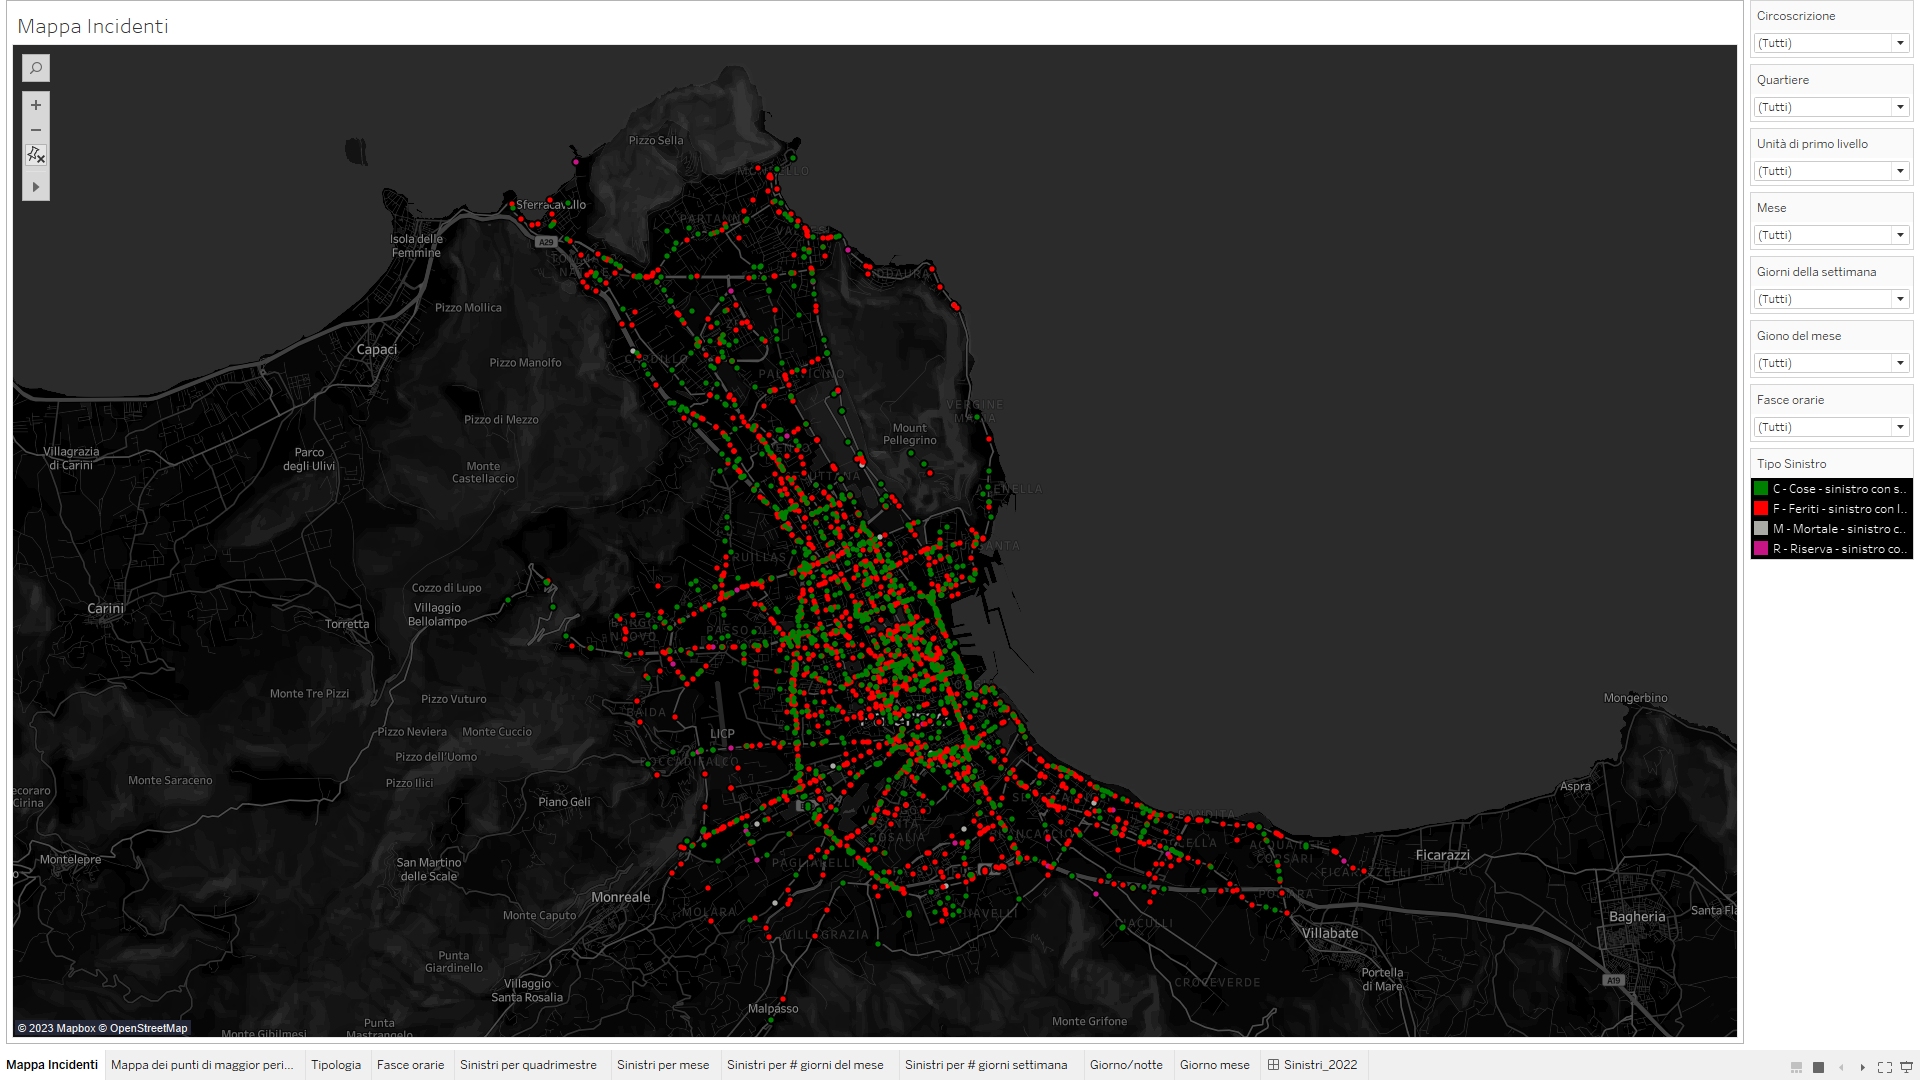 Mappa Incidenti
Pizzo Sella
Sferracavallo
A29
Isola delle
Femmine
Pizzo Mollica
Capaci
Pizzo Manolfo
Pizzo di Mezzo
Mount
Pellegrino
Villagrazia
di Carini
Parco
degli Ulivi
Monte
Castellaccio
Cozzo di Lupo
Villaggio
Bellolampo
Carini
Torretta
Monte Tre Pizzi
Pizzo Vuturo
Pizzo Neviera
Monte Cuccio
LICP
Pizzo dell'Uomo
Monte Saraceno
Pizzo Ilici
Piano Geli
Mongerbino
Aspra
ecoraro
Cirina
Montelepre
San Martino
delle Scale
Monreale
Monte Caputo
MOLARA
Ficarazzi
Bagheria
Santa Fla
Villabate
CROCEVERDE
Punta
Giardinello
Villaggio
Santa Rosalia
Malpasso
Portella
di Mare
A19
Monte Grifone
Monte Gibilmesi
Punta
Mastrangelo
© 2023 Mapbox © OpenStreetMap
Circoscrizione
(Tutti)
Quartiere
(Tutti)
Unità di primo livello
(Tutti)
Mese
(Tutti)
Giorni della settimana
(Tutti)
Giono del mese
(Tutti)
Fasce orarie
(Tutti)
Tipo Sinistro
C - Cose - sinistro con s..
F - Feriti - sinistro con l..
M - Mortale - sinistro c..
R - Riserva - sinistro co..
Mappa Incidenti
Mappa dei punti di maggior peri...
Tipologia
Fasce orarie
Sinistri per quadrimestre
Sinistri per mese
Sinistri per # giorni del mese
Sinistri per # giorni settimana
Giorno/notte
Giorno mese
Sinistri_2022